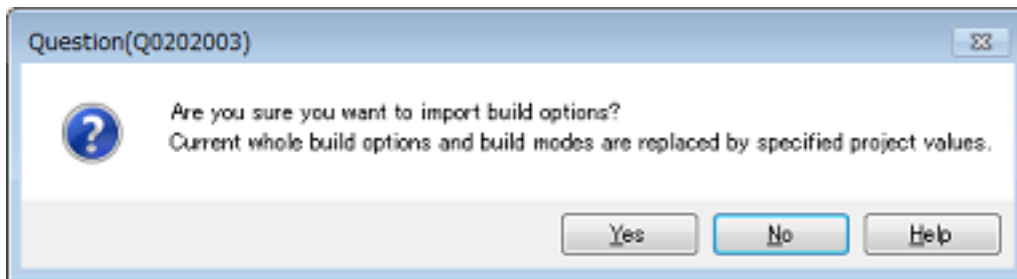 Question(Q0202003)
Are you sure you want to import build options?
Current whole build options and build modes are replaced by specified project values.
Yes
No
Help